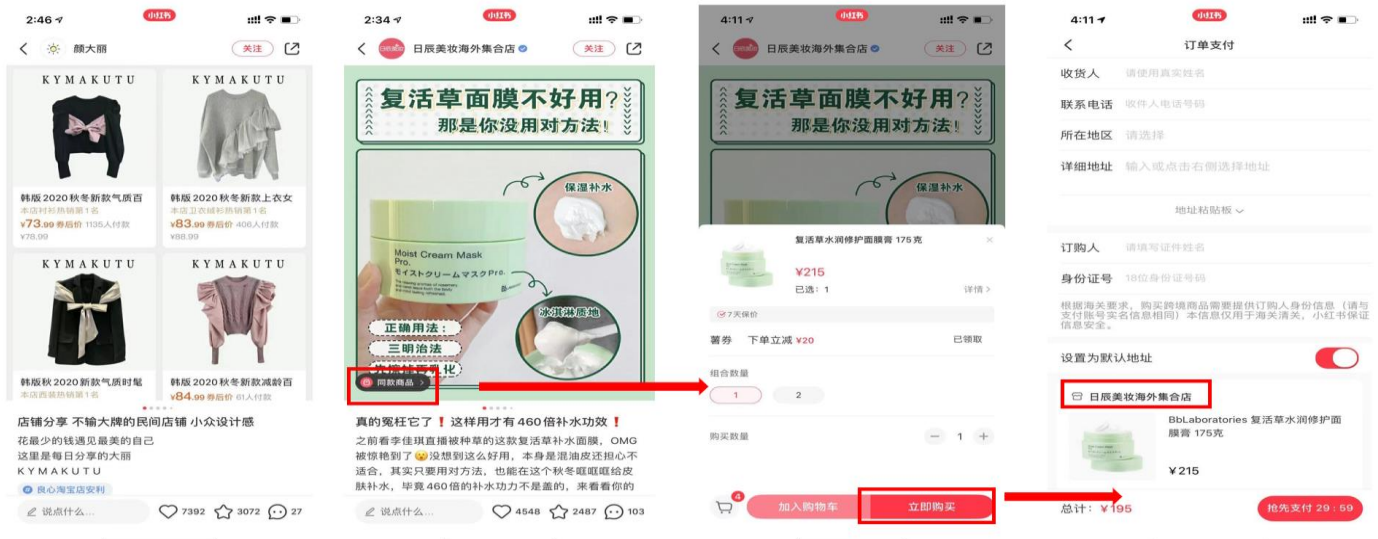 2:46
小红书
颜大丽
关注
KYMAKUTU
KYMAKUTU
韩版2020秋冬新款气质百
本店衬衫热销第1名
¥73.99 券后价 1135人付款
¥78.99
韩版2020秋冬新款上衣女
本店卫衣绒衫热销第1名
¥83.99 券后价 406人付款
¥88.99
KYMAKUTU
KYMAKUTU
韩版秋2020新款气质时髦
本店西装热销第1名
韩版2020秋冬新款减龄百
¥84.99 券后价 61人付款
店铺分享 不输大牌的民间店铺 小众设计感
花最少的钱遇见最美的自己
这里是每日分享的大丽
KYMAKUTU
良心淘宝店安利
说点什么...
7392
3072
27
2:34
小红书
日辰美妆海外集合店
关注
复活草面膜不好用?
那是你没用对方法!
保湿补水
Moist Cream Mask
Pro.
モイストクリームマスクPro.
冰淇淋质地
正确用法:
三明治法
同款商品 >
真的冤枉它了❗这样用才有460倍补水功效❗
之前看李佳琪直播被种草的这款复活草补水面膜，OMG
被惊艳到了😮没想到这么好用，本身是混油皮还担心不
适合，其实只要用对方法，也能在这个秋冬哐哐哐给皮
肤补水，毕竟460倍的补水功力不是盖的，来看看你的
说点什么...
4548
2487
103
4:11
小红书
日辰美妆海外集合店
关注
复活草面膜不好用?
那是你没用对方法!
保湿补水
复活草水润修护面膜膏 175克
¥215
已选: 1
详情 >
7天保价
薯券 下单立减 ¥20
已领取
组合数量
1
2
购买数量
1
4
加入购物车
立即购买
4:11
小红书
订单支付
收货人 请使用真实姓名
联系电话 收件人电话号码
所在地区 请选择
详细地址 输入或点击右侧选择地址
地址粘贴板
订购人 请填写证件姓名
身份证号 18位身份证号码
根据海关要求，购买跨境商品需要提供订购人身份信息（请与
支付账号实名信息相同）本信息仅用于海关清关，小红书保证
信息安全。
设置为默认地址
日辰美妆海外集合店
BbLaboratories 复活草水润修护面
膜膏 175克
¥215
总计: ¥195
抢先支付 29:59